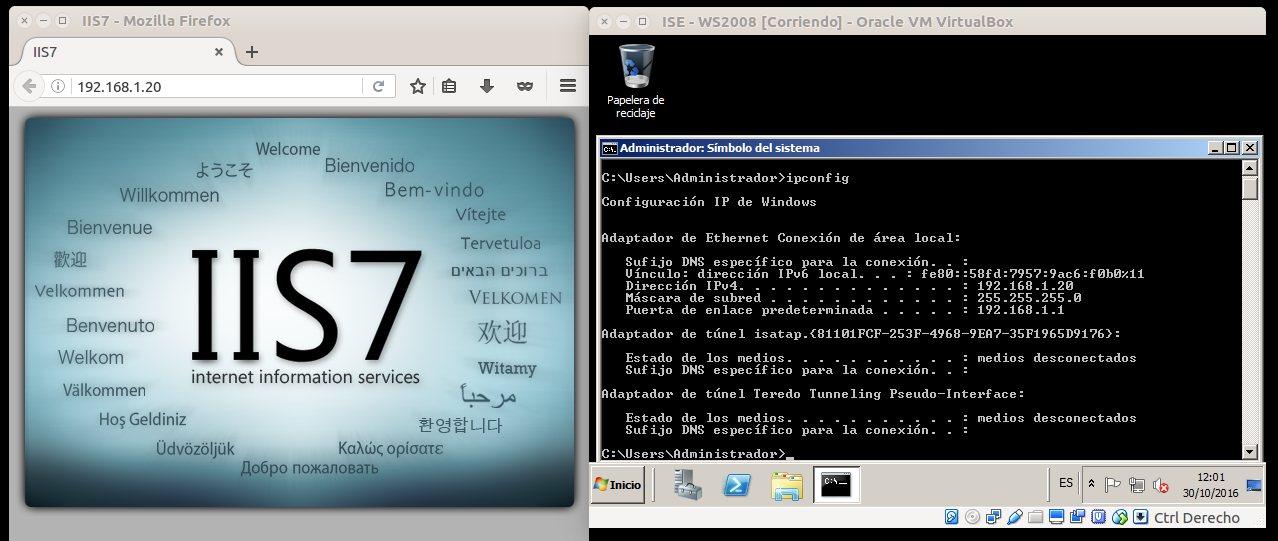 IIS7 - Mozilla Firefox
IIS7
192.168.1.20
Welcome
ようこそ
Bienvenido
Willkommen
Bem-vindo
Bienvenue
Vítejte
歡迎
Tervetuloa
ברוכים הבאים
Velkommen
VELKOMEN
Benvenuto
欢迎
Welkom
Witamy
Välkommen
مرحباً
Hoş Geldiniz
환영합니다
Üdvözöljük
Καλώς ορίσατε
Добро пожаловать
IIS7
internet information services
ISE - WS2008 [Corriendo] - Oracle VM VirtualBox
Papelera de
reciclaje
Administrador: Símbolo del sistema
C:\Users\Administrador>ipconfig
Configuración IP de Windows
Adaptador de Ethernet Conexión de área local:
Sufijo DNS específico para la conexión. . :
Vínculo: dirección IPv6 local. . . : fe80::58fd:7957:9ac6:f0b0%11
Dirección IPv4. . . . . . . . . . . . . . : 192.168.1.20
Máscara de subred . . . . . . . . . . . . : 255.255.255.0
Puerta de enlace predeterminada . . . . . : 192.168.1.1
Adaptador de túnel isatap.{81101FCF-253F-4968-9EA7-35F1965D9176}:
Estado de los medios. . . . . . . . . . . : medios desconectados
Sufijo DNS específico para la conexión. . :
Adaptador de túnel Teredo Tunneling Pseudo-Interface:
Estado de los medios. . . . . . . . . . . : medios desconectados
Sufijo DNS específico para la conexión. . :
C:\Users\Administrador>_
Inicio
ES
12:01
30/10/2016
Ctrl Derecho